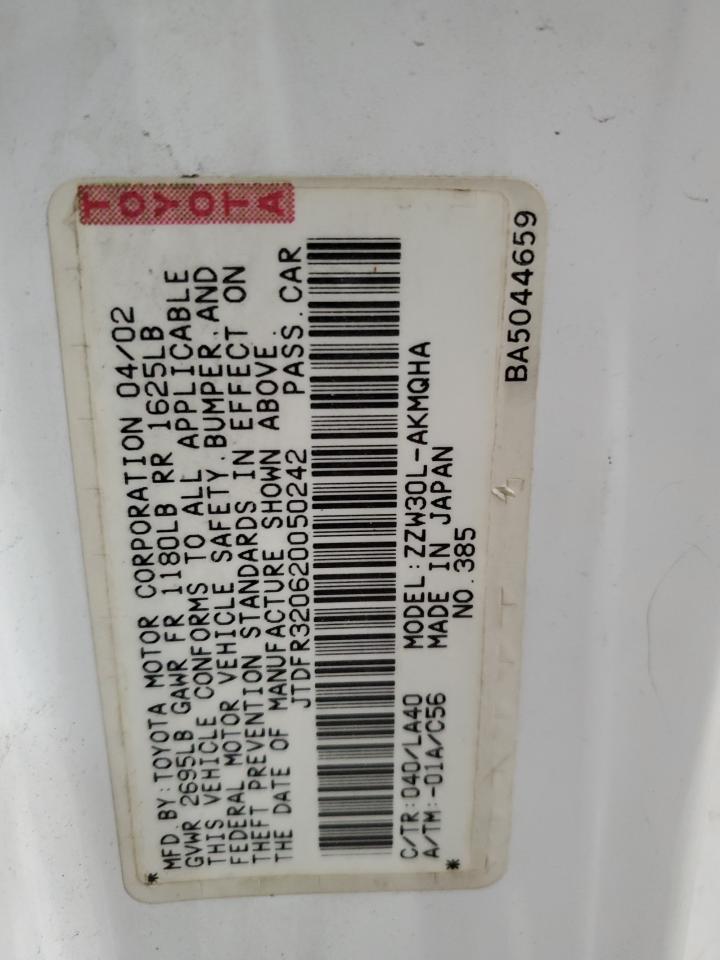 TOYOTA
MFD.BY:TOYOTA MOTOR CORPORATION 04/02
GVWR 2695LB GAWR FR 1180LB RR 1625LB
THIS VEHICLE CONFORMS TO ALL APPLICABLE
FEDERAL MOTOR VEHICLE SAFETY,BUMPER,AND
THEFT PREVENTION STANDARDS IN EFFECT ON
THE DATE OF MANUFACTURE SHOWN ABOVE.
JTDFR320620050242 PASS.CAR
C/TR:040/LA40 MODEL:ZZW30L-AKMQHA
A/TM:-01A/C56 MADE IN JAPAN
* NO.385 *
BA5044659